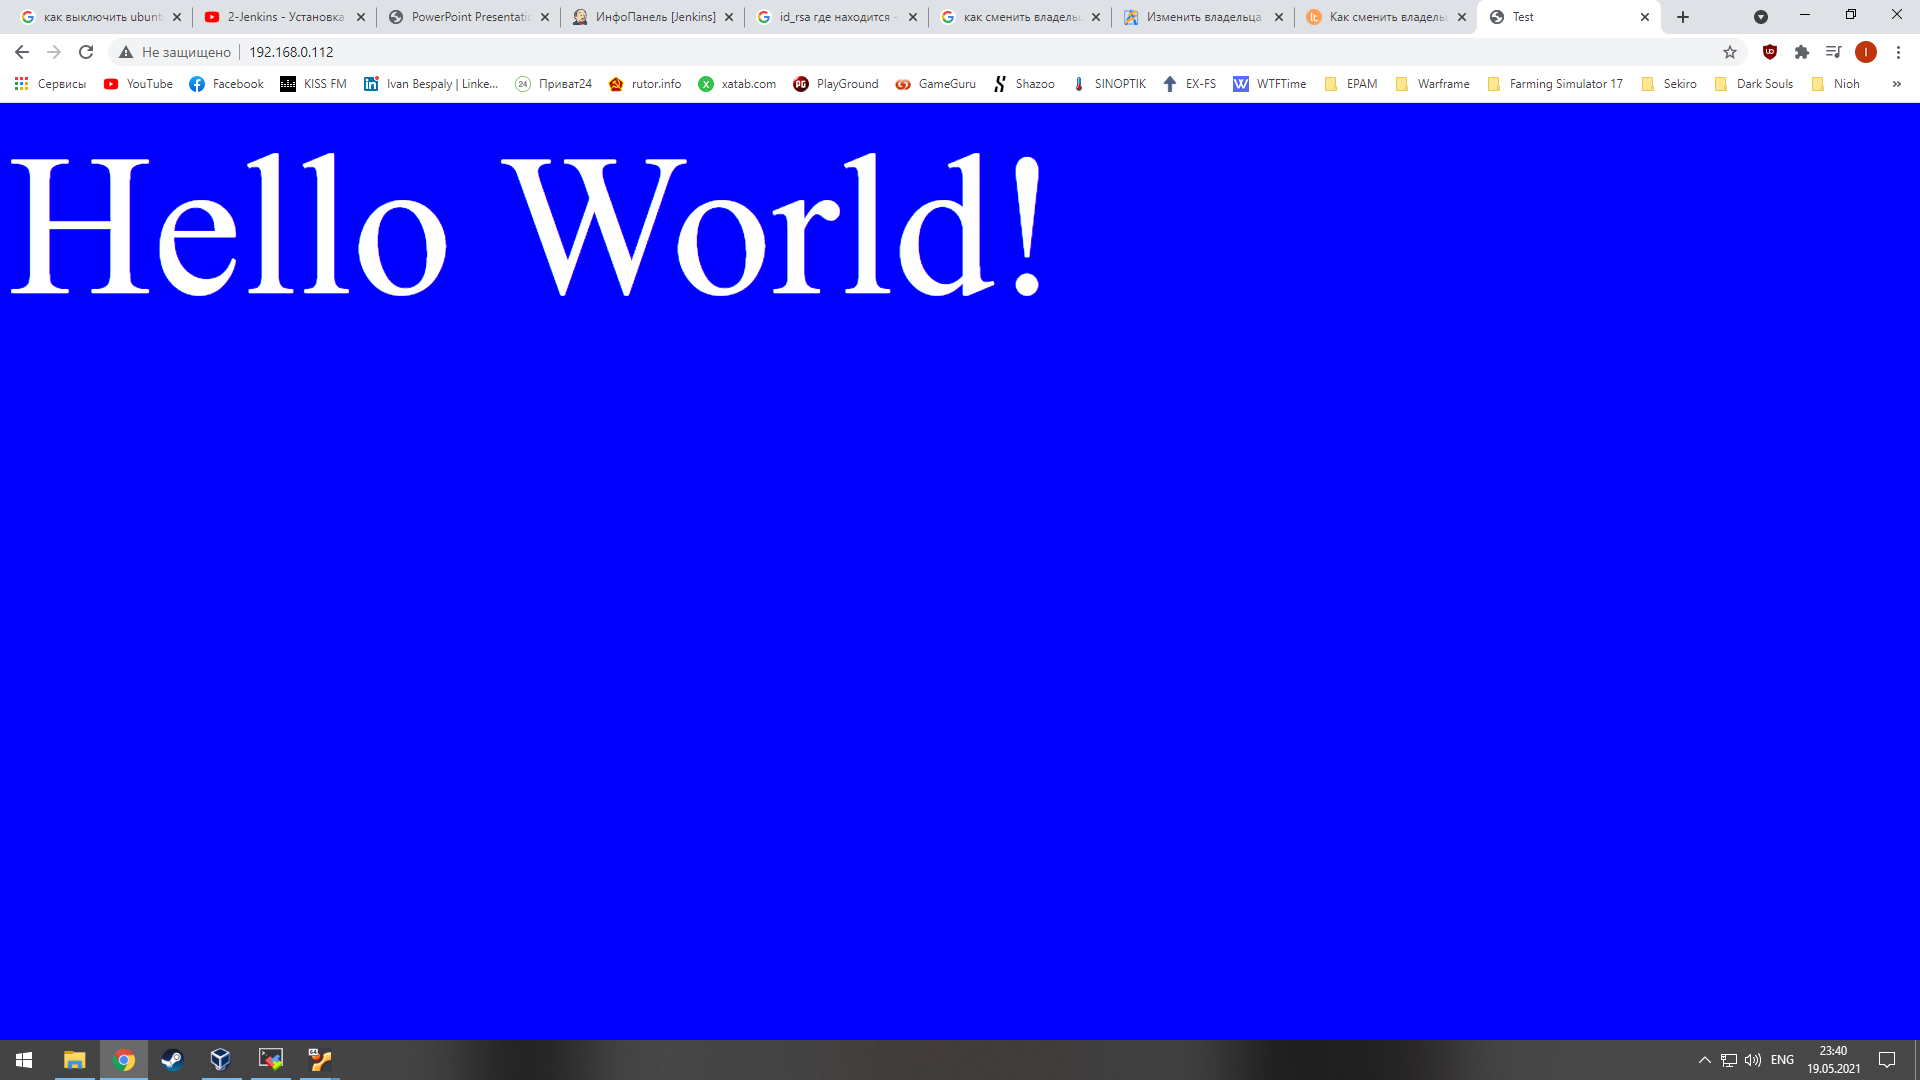 как выключить ubunt
2-Jenkins - Установка
PowerPoint Presentatio
ИнфоПанель [Jenkins]
id_rsa где находится -
как сменить владель
Изменить владельца
Как сменить владель
Test
Не защищено
192.168.0.112
Сервисы
YouTube
Facebook
KISS FM
Ivan Bespaly | Linke...
Приват24
rutor.info
xatab.com
PlayGround
GameGuru
Shazoo
SINOPTIK
EX-FS
WTFTime
EPAM
Warframe
Farming Simulator 17
Sekiro
Dark Souls
Nioh
Hello World!
ENG
23:40
19.05.2021